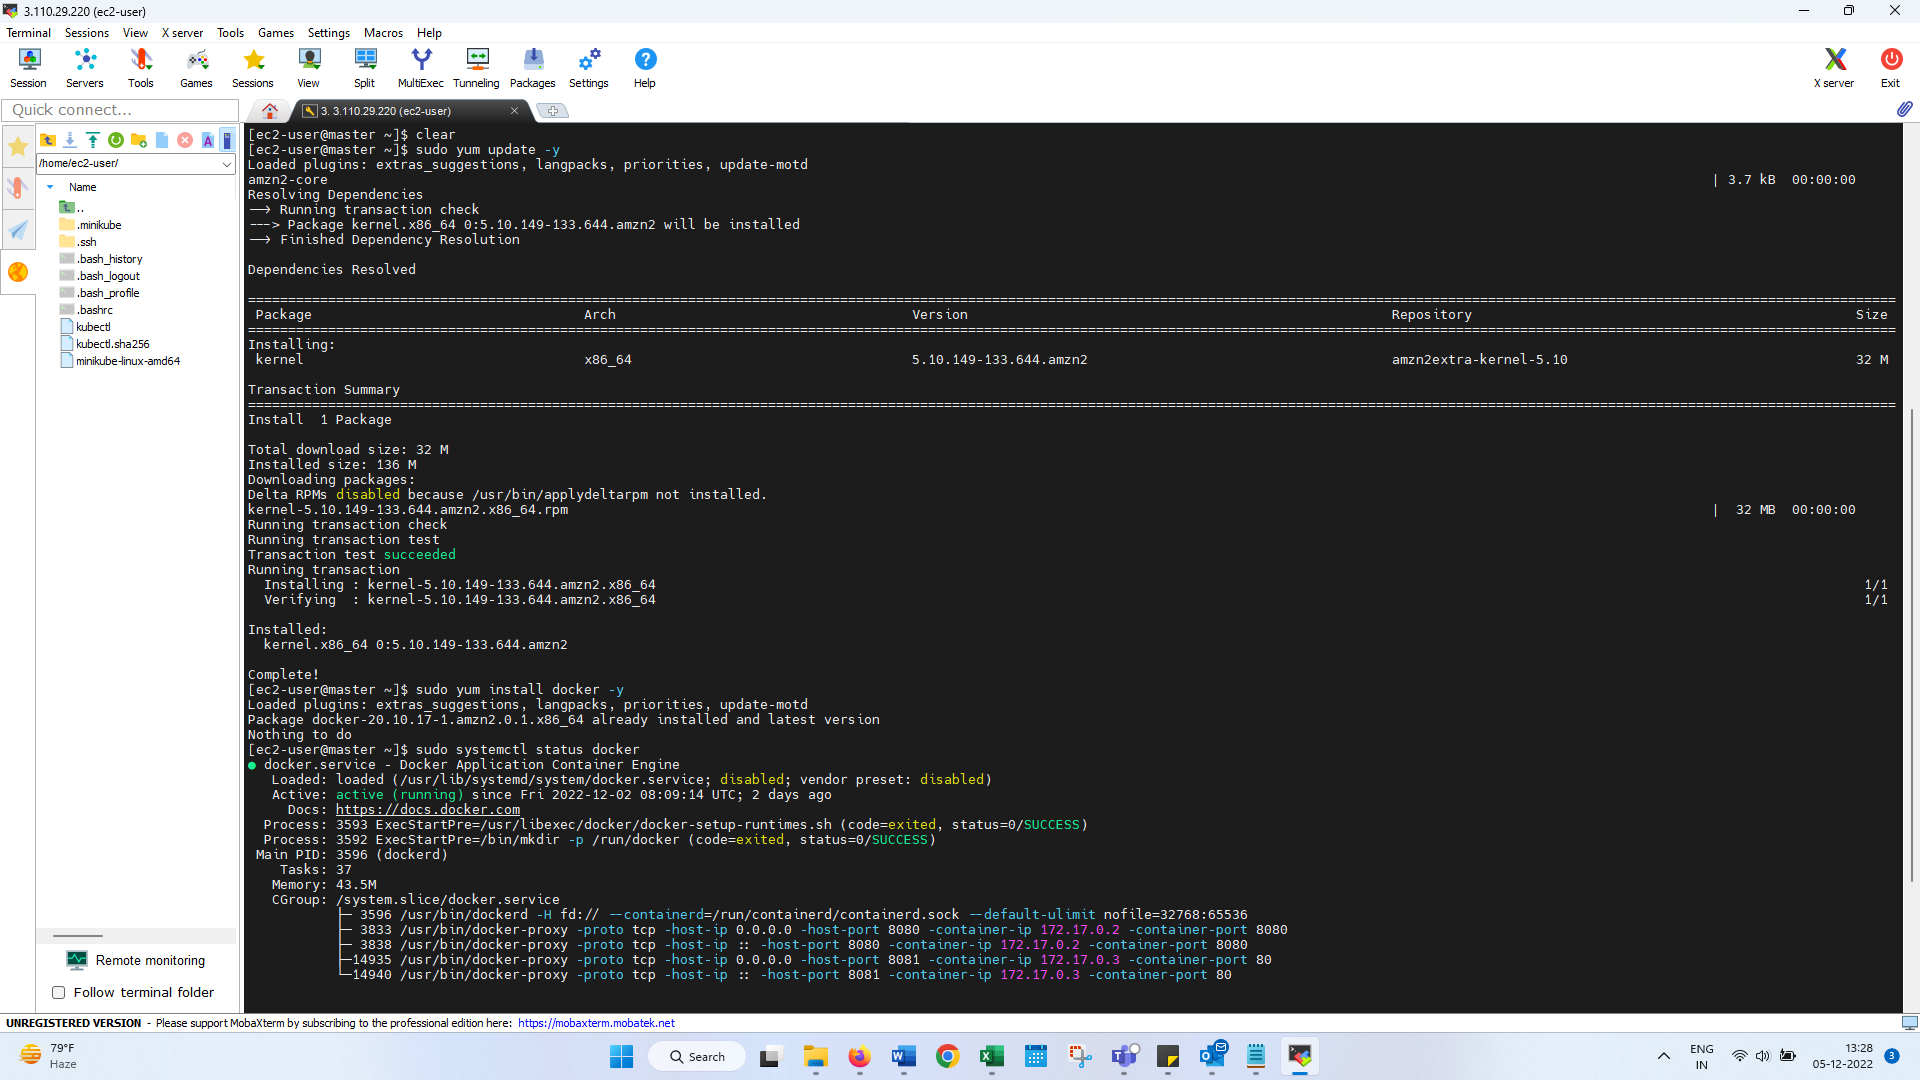 3.110.29.220 (ec2-user)
Terminal Sessions View X server Tools Games Settings Macros Help
Session Servers Tools Games Sessions View Split MultiExec Tunneling Packages Settings Help X server Exit
Quick connect...
3. 3.110.29.220 (ec2-user)
/home/ec2-user/
Name
..
.minikube
.ssh
.bash_history
.bash_logout
.bash_profile
.bashrc
kubectl
kubectl.sha256
minikube-linux-amd64
Remote monitoring
Follow terminal folder
[ec2-user@master ~]$ clear
[ec2-user@master ~]$ sudo yum update -y
Loaded plugins: extras_suggestions, langpacks, priorities, update-motd
amzn2-core | 3.7 kB 00:00:00
Resolving Dependencies
--> Running transaction check
---> Package kernel.x86_64 0:5.10.149-133.644.amzn2 will be installed
--> Finished Dependency Resolution
Dependencies Resolved
Package Arch Version Repository Size
Installing:
kernel x86_64 5.10.149-133.644.amzn2 amzn2extra-kernel-5.10 32 M
Transaction Summary
Install 1 Package
Total download size: 32 M
Installed size: 136 M
Downloading packages:
Delta RPMs disabled because /usr/bin/applydeltarpm not installed.
kernel-5.10.149-133.644.amzn2.x86_64.rpm | 32 MB 00:00:00
Running transaction check
Running transaction test
Transaction test succeeded
Running transaction
Installing : kernel-5.10.149-133.644.amzn2.x86_64 1/1
Verifying : kernel-5.10.149-133.644.amzn2.x86_64 1/1
Installed:
kernel.x86_64 0:5.10.149-133.644.amzn2
Complete!
[ec2-user@master ~]$ sudo yum install docker -y
Loaded plugins: extras_suggestions, langpacks, priorities, update-motd
Package docker-20.10.17-1.amzn2.0.1.x86_64 already installed and latest version
Nothing to do
[ec2-user@master ~]$ sudo systemctl status docker
● docker.service - Docker Application Container Engine
Loaded: loaded (/usr/lib/systemd/system/docker.service; disabled; vendor preset: disabled)
Active: active (running) since Fri 2022-12-02 08:09:14 UTC; 2 days ago
Docs: https://docs.docker.com
Process: 3593 ExecStartPre=/usr/libexec/docker/docker-setup-runtimes.sh (code=exited, status=0/SUCCESS)
Process: 3592 ExecStartPre=/bin/mkdir -p /run/docker (code=exited, status=0/SUCCESS)
Main PID: 3596 (dockerd)
Tasks: 37
Memory: 43.5M
CGroup: /system.slice/docker.service
├─ 3596 /usr/bin/dockerd -H fd:// --containerd=/run/containerd/containerd.sock --default-ulimit nofile=32768:65536
├─ 3833 /usr/bin/docker-proxy -proto tcp -host-ip 0.0.0.0 -host-port 8080 -container-ip 172.17.0.2 -container-port 8080
├─ 3838 /usr/bin/docker-proxy -proto tcp -host-ip :: -host-port 8080 -container-ip 172.17.0.2 -container-port 8080
├─14935 /usr/bin/docker-proxy -proto tcp -host-ip 0.0.0.0 -host-port 8081 -container-ip 172.17.0.3 -container-port 80
└─14940 /usr/bin/docker-proxy -proto tcp -host-ip :: -host-port 8081 -container-ip 172.17.0.3 -container-port 80
UNREGISTERED VERSION - Please support MobaXterm by subscribing to the professional edition here: https://mobaxterm.mobatek.net
79°F
Haze
Search
ENG
IN
13:28
05-12-2022
3